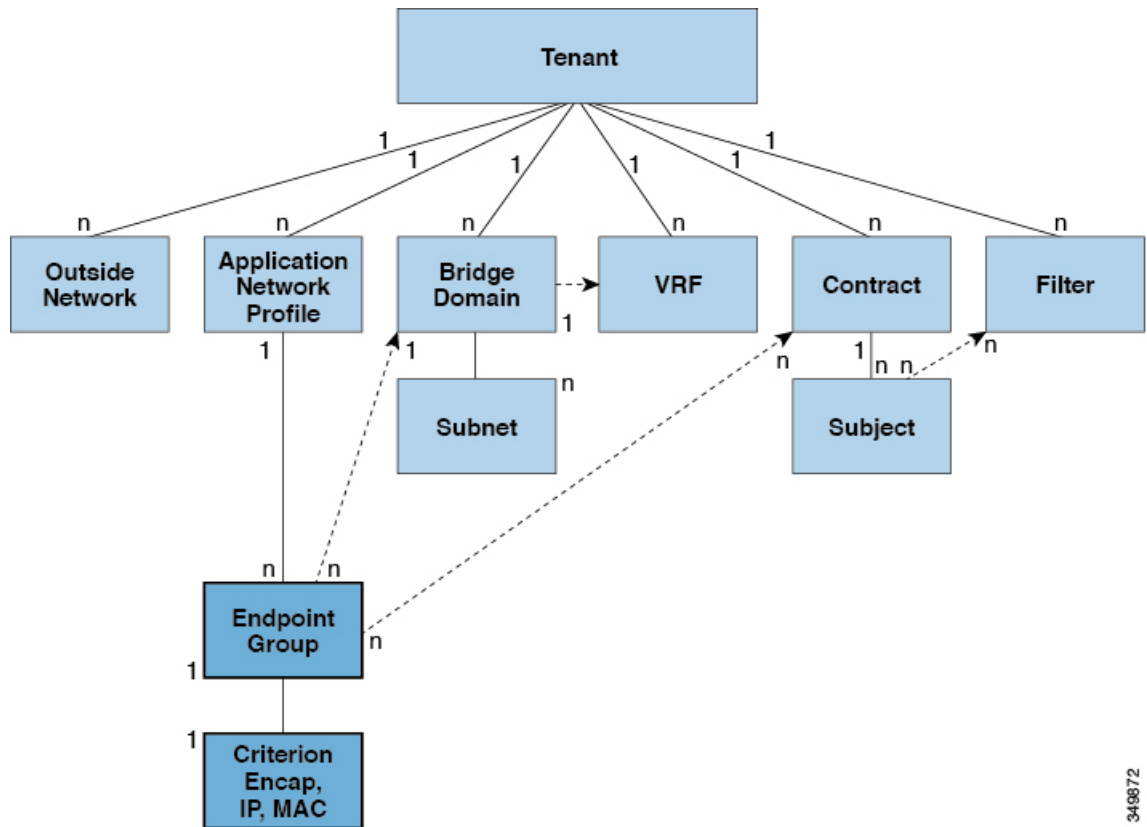 Tenant
1
1
1
1
1
1
n
n
n
n
n
n
Outside
Network
Application
Network
Profile
Bridge
Domain
VRF
Contract
Filter
1
1
1
n
1
n
n
n
n
Subnet
Subject
n
n
Endpoint
Group
n
1
1
Criterion
Encap,
IP, MAC
349872